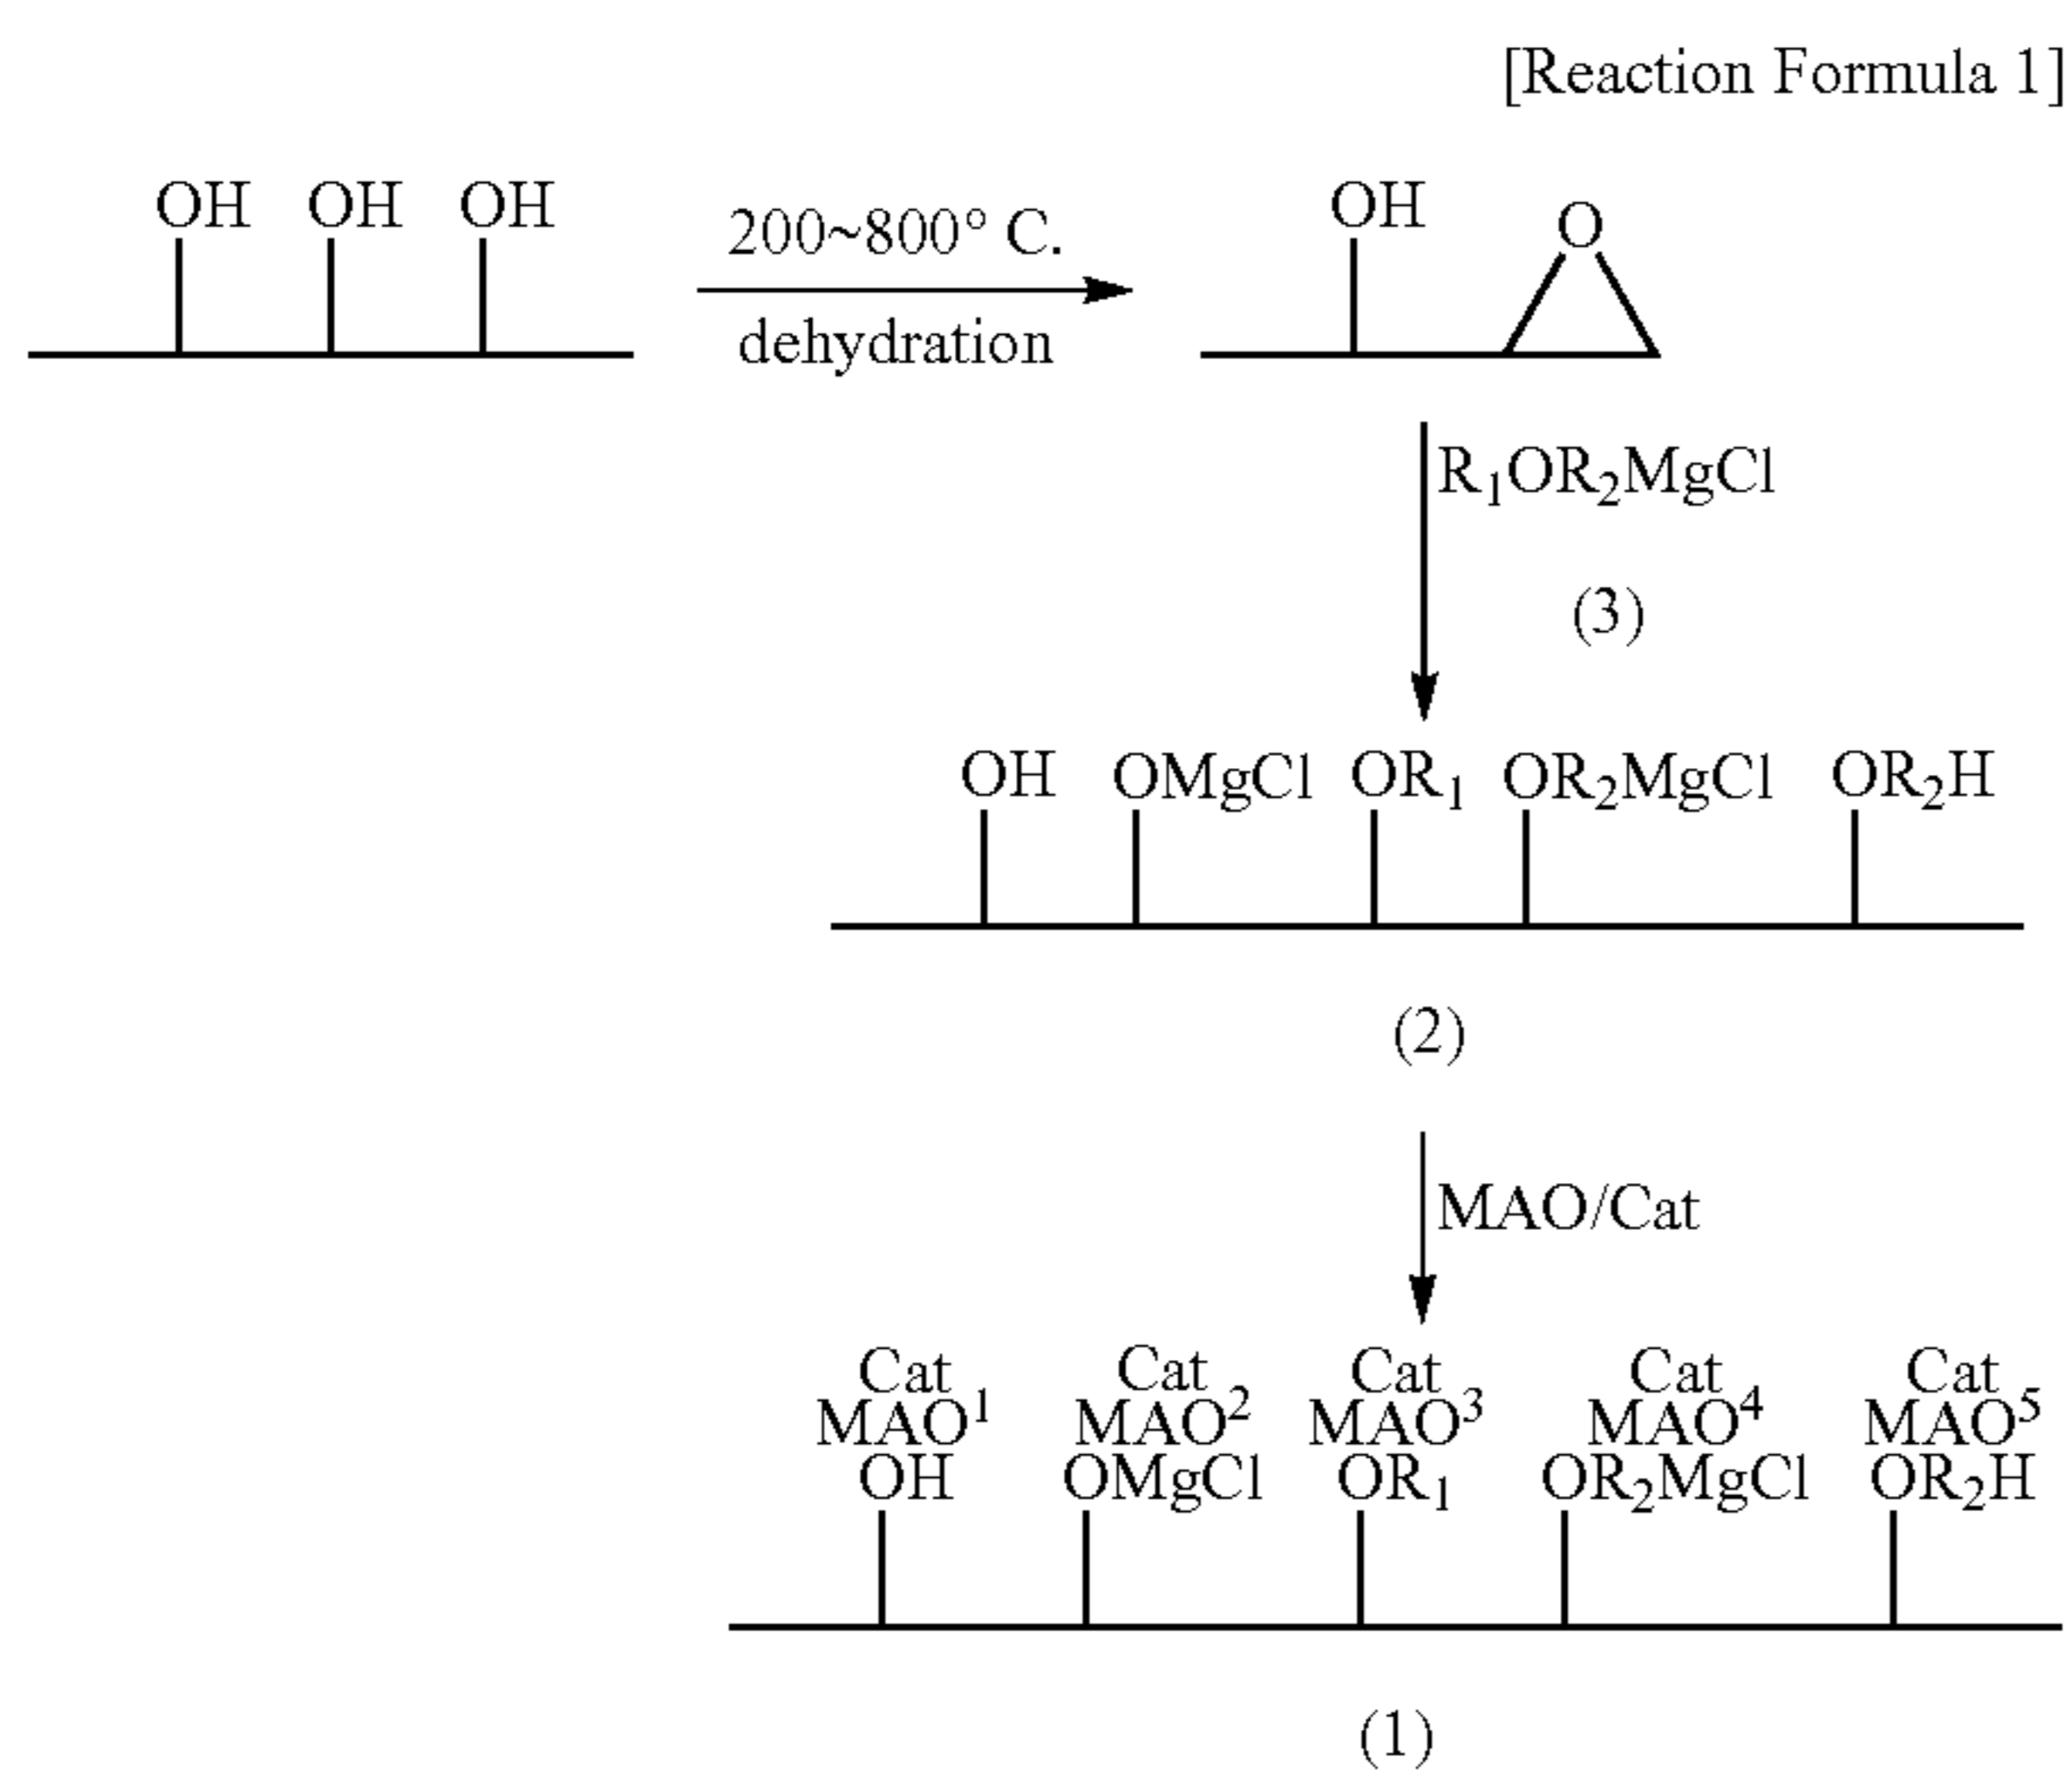 [Reaction Formula 1]
OH OH OH
200~800° C.
dehydration
OH O
R₁OR₂MgCl
(3)
OH OMgCl OR₁ OR₂MgCl OR₂H
(2)
MAO/Cat
Cat Cat Cat Cat Cat
MAO¹ MAO² MAO³ MAO⁴ MAO⁵
OH OMgCl OR₁ OR₂MgCl OR₂H
(1)